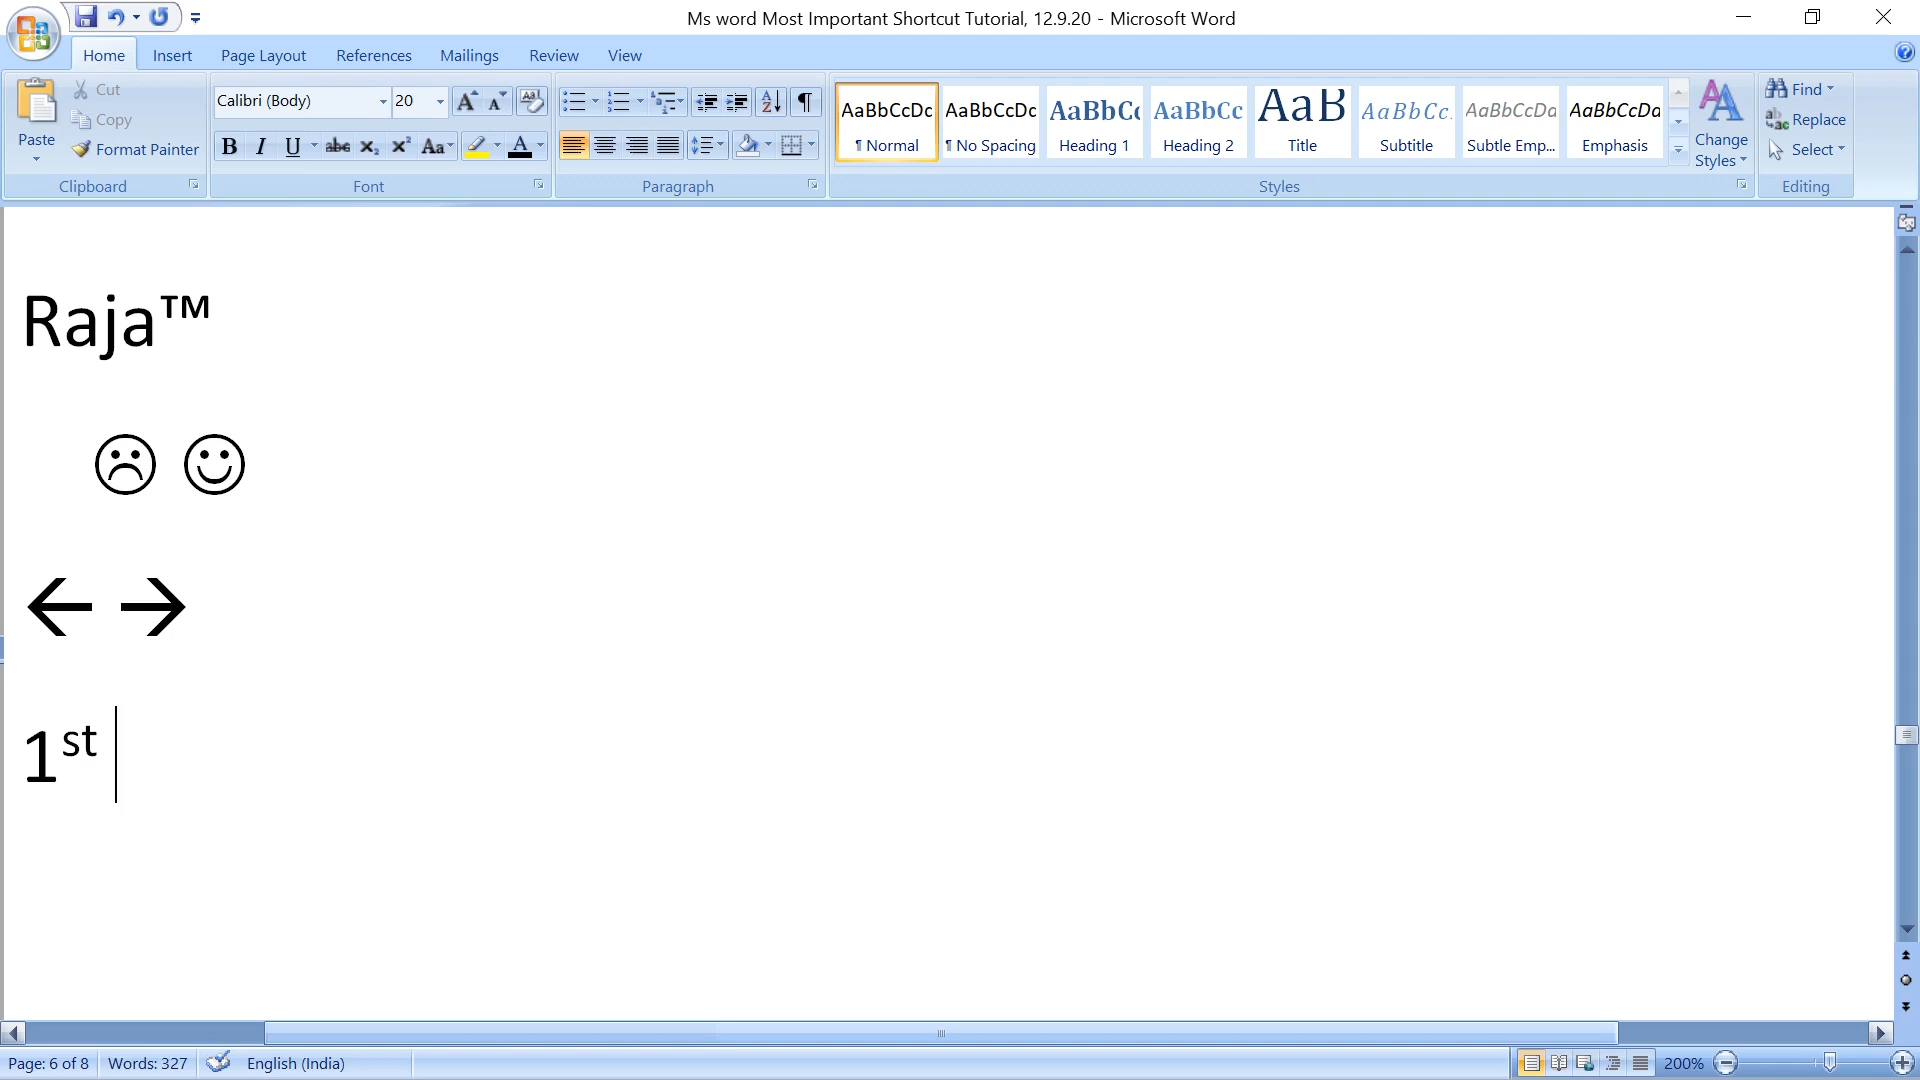 Ms word Most Important Shortcut Tutorial, 12.9.20 - Microsoft Word
Home Insert Page Layout References Mailings Review View
Paste
Cut
Copy
Format Painter
Clipboard
Calibri (Body) 20
B I U abc x₂ x² Aa A
Font
Paragraph
AaBbCcDc AaBbCcDc AaBbCc AaBbCc AaB AaBbCc. AaBbCcDa AaBbCcDa
¶ Normal ¶ No Spacing Heading 1 Heading 2 Title Subtitle Subtle Emp... Emphasis
Styles
Change Styles
Find
Replace
Select
Editing
Raja™
☹ ☺
← →
1st
Page: 6 of 8 Words: 327 English (India) 200%